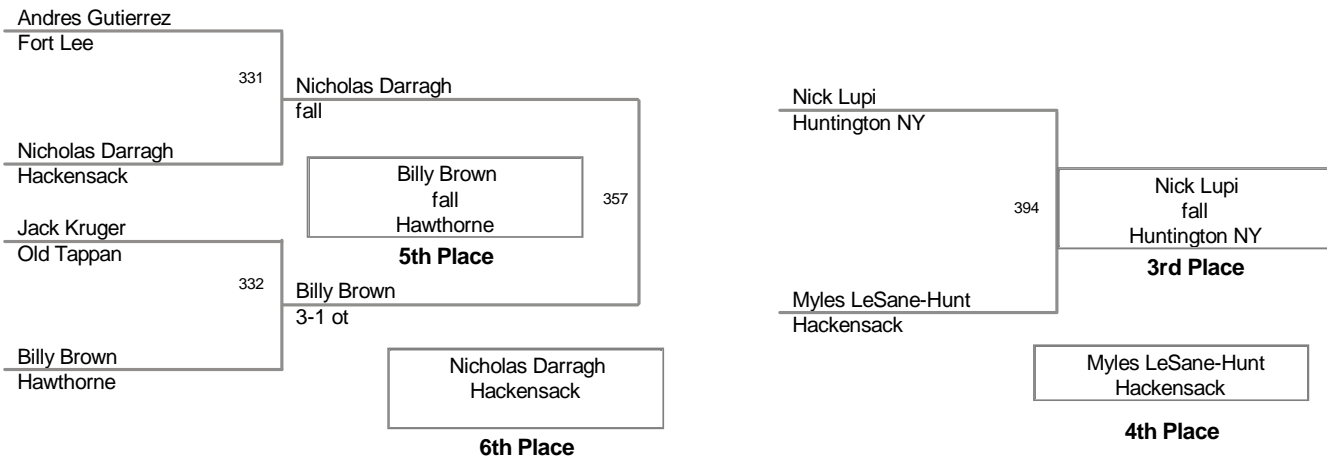 Andres Gutierrez
Fort Lee
331
Nicholas Darragh
fall
Nicholas Darragh
Hackensack
Billy Brown
fall
Hawthorne
357
5th Place
Jack Kruger
Old Tappan
332
Billy Brown
3-1 ot
Billy Brown
Hawthorne
Nicholas Darragh
Hackensack
6th Place
Nick Lupi
Huntington NY
394
Nick Lupi
fall
Huntington NY
3rd Place
Myles LeSane-Hunt
Hackensack
Myles LeSane-Hunt
Hackensack
4th Place